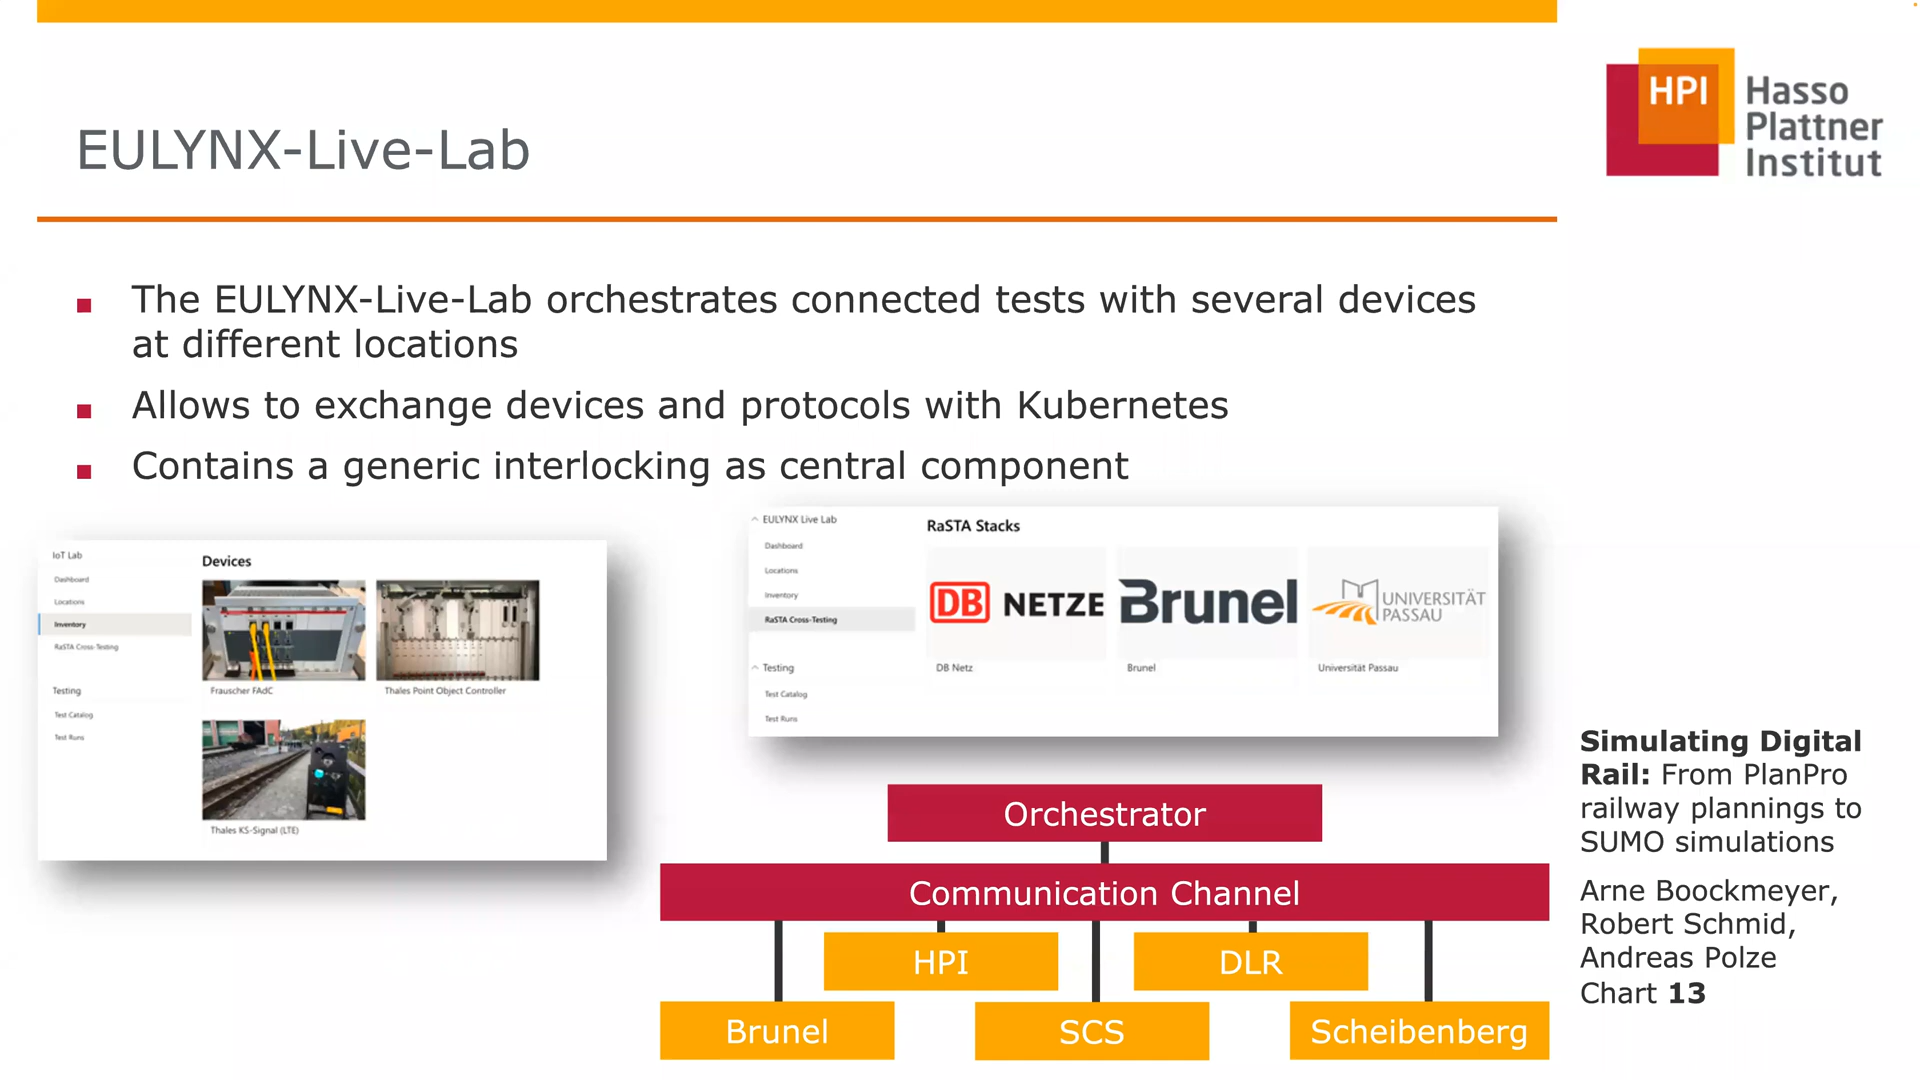 HPI Hasso
Plattner
Institut
EULYNX-Live-Lab
The EULYNX-Live-Lab orchestrates connected tests with several devices
at different locations
Allows to exchange devices and protocols with Kubernetes
Contains a generic interlocking as central component
IoT Lab
Dashboard
Locations
Inventory
RaSTA Cross-Testing
Testing
Test Catalog
Test Runs
Devices
Frauscher FAdC
Thales Point Object Controller
Thales KS-Signal (LTE)
EULYNX Live Lab
Dashboard
Locations
Inventory
RaSTA Cross-Testing
Testing
Test Catalog
Test Runs
RaSTA Stacks
DB NETZE
Brunel
UNIVERSITÄT
PASSAU
DB Netz
Brunel
Universität Passau
Orchestrator
Communication Channel
HPI
DLR
Brunel
SCS
Scheibenberg
Simulating Digital
Rail: From PlanPro
railway plannings to
SUMO simulations
Arne Boockmeyer,
Robert Schmid,
Andreas Polze
Chart 13